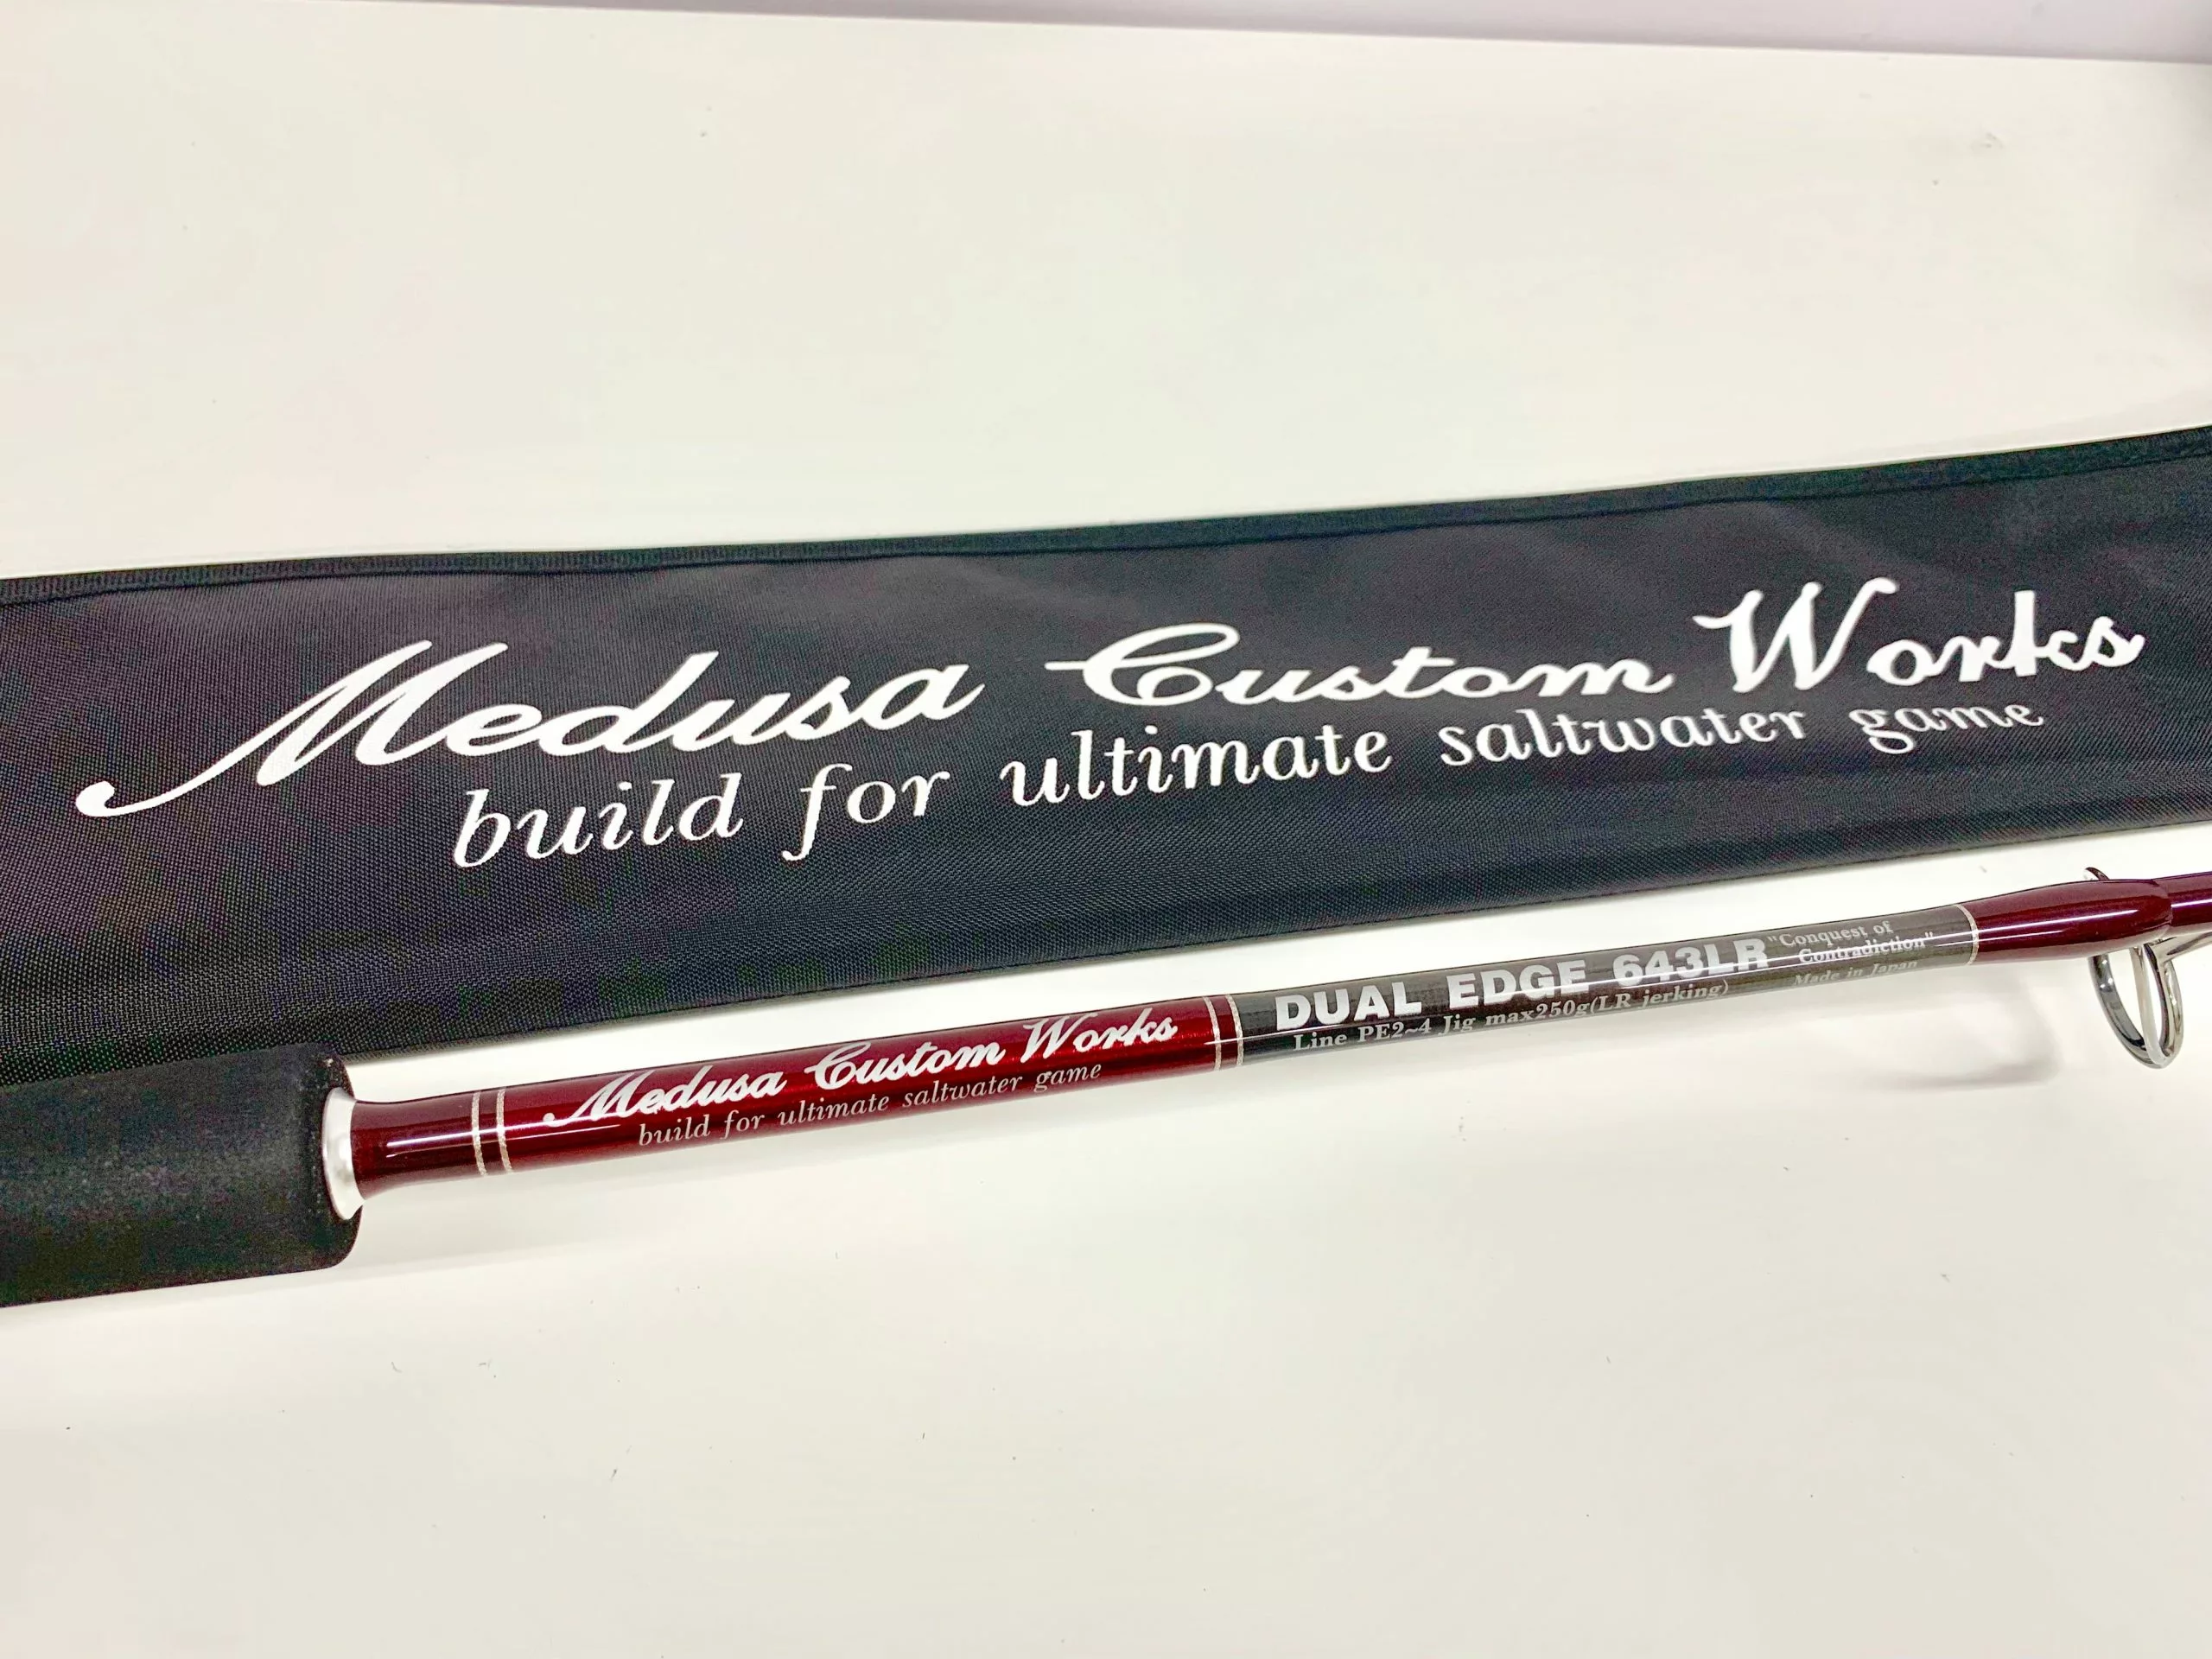 Medusa Custom Works
build for ultimate saltwater game
Medusa Custom Works
build for ultimate saltwater game
DUAL EDGE 643LR
"Conquest of
Contradiction"
Line PE2~4 Jig max250g(LR jerking)
Made in Japan